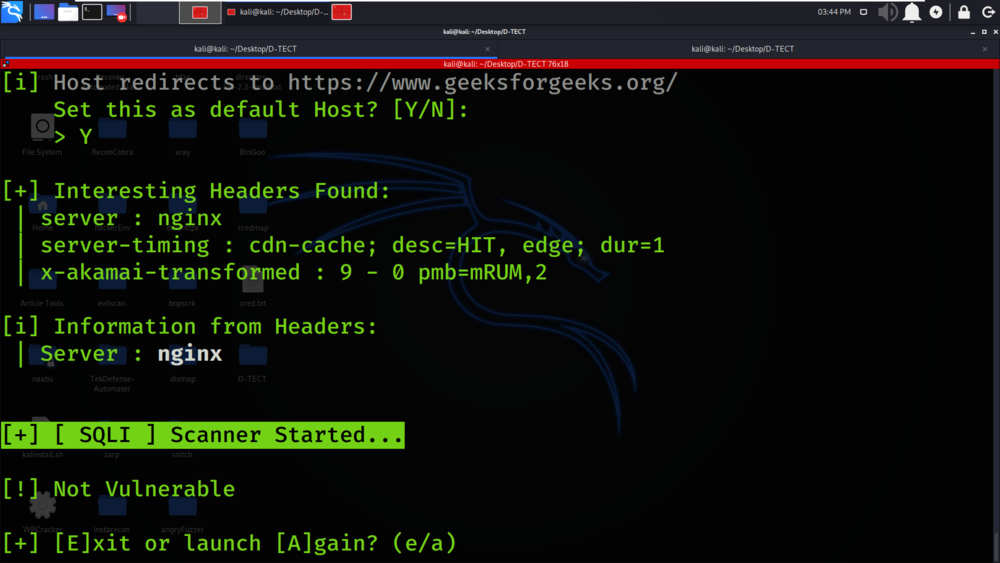 kali@kali: ~/Desktop/D-...
03:44 PM
kali@kali: ~/Desktop/D-TECT
kali@kali: ~/Desktop/D-TECT
kali@kali: ~/Desktop/D-TECT
kali@kali: ~/Desktop/D-TECT 76x18
[i] Host redirects to https://www.geeksforgeeks.org/
Set this as default Host? [Y/N]:
> Y
File System ReconCobra xray BinGoo
[+] Interesting Headers Found:
| server : nginx
Home hackerEnv credmap
| server-timing : cdn-cache; desc=HIT, edge; dur=1
| x-akamai-transformed : 9 - 0 pmb=mRUM,2
Article Tools evilscan bopscrk cred.txt
[i] Information from Headers:
| Server : nginx
naabu TekDefense-Automater dismap D-TECT
[+] [ SQLI ] Scanner Started...
kaliinstall.sh zarp snitch
[!] Not Vulnerable
WPCracker instarecon angryFuzzer
[+] [E]xit or launch [A]gain? (e/a)